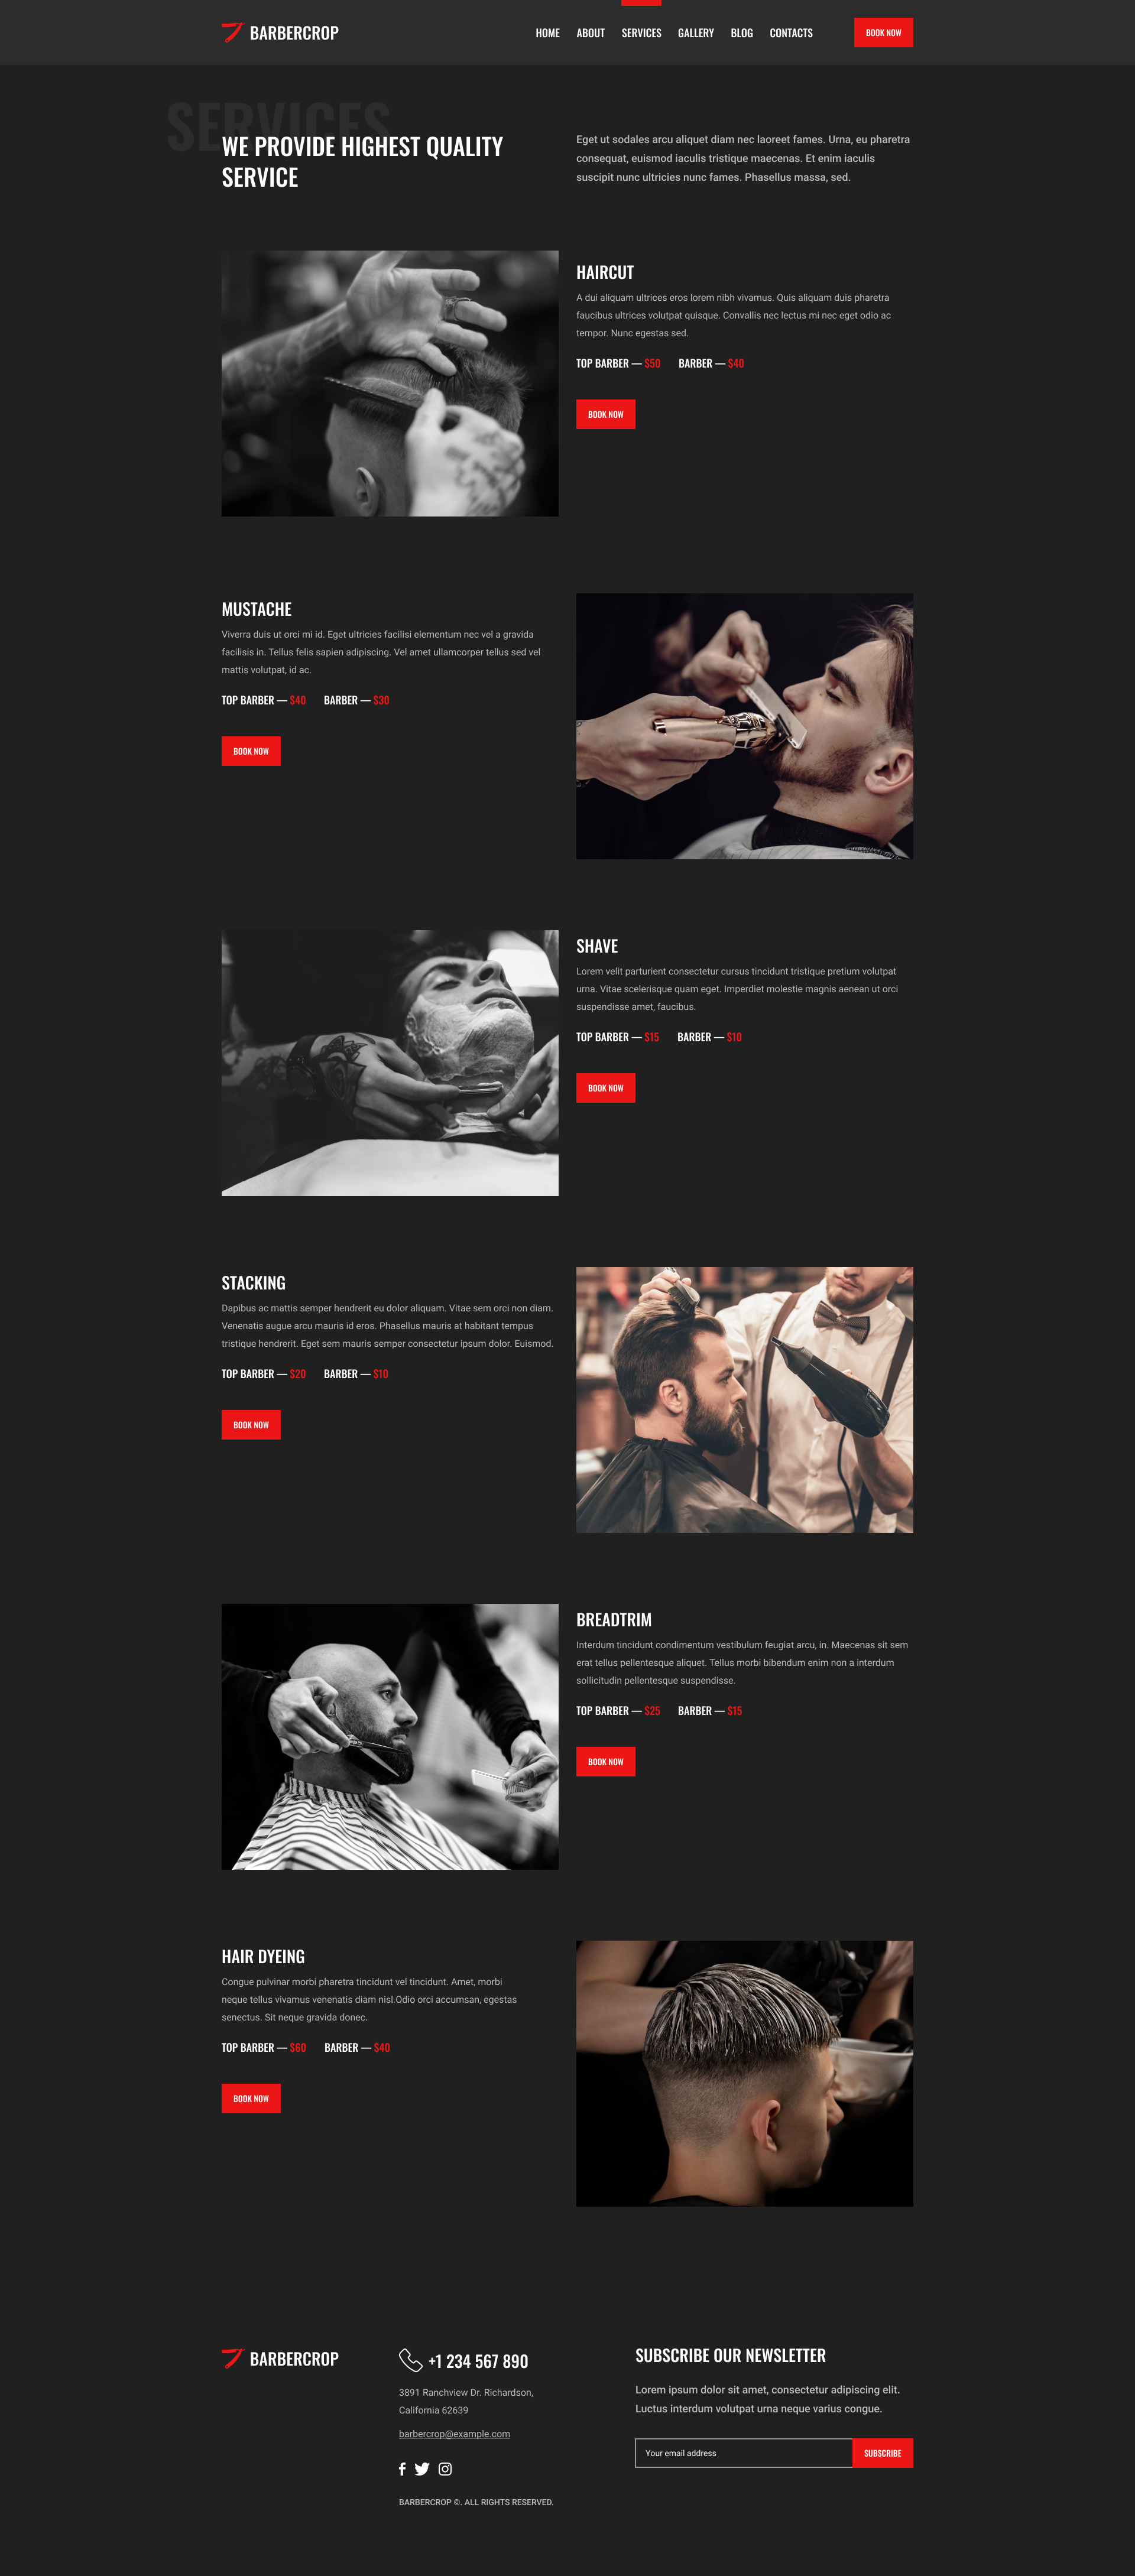 BARBERCROP
HOME ABOUT SERVICES GALLERY BLOG CONTACTS
BOOK NOW
SERVICES
WE PROVIDE HIGHEST QUALITY
SERVICE
Eget ut sodales arcu aliquet diam nec laoreet fames. Urna, eu pharetra
consequat, euismod iaculis tristique maecenas. Et enim iaculis
suscipit nunc ultricies nunc fames. Phasellus massa, sed.
HAIRCUT
A dui aliquam ultrices eros lorem nibh vivamus. Quis aliquam duis pharetra
faucibus ultrices volutpat quisque. Convallis nec lectus mi nec eget odio ac
tempor. Nunc egestas sed.
TOP BARBER — $50 BARBER — $40
BOOK NOW
MUSTACHE
Viverra duis ut orci mi id. Eget ultricies facilisi elementum nec vel a gravida
facilisis in. Tellus felis sapien adipiscing. Vel amet ullamcorper tellus sed vel
mattis volutpat, id ac.
TOP BARBER — $40 BARBER — $30
BOOK NOW
SHAVE
Lorem velit parturient consectetur cursus tincidunt tristique pretium volutpat
urna. Vitae scelerisque quam eget. Imperdiet molestie magnis aenean ut orci
suspendisse amet, faucibus.
TOP BARBER — $15 BARBER — $10
BOOK NOW
STACKING
Dapibus ac mattis semper hendrerit eu dolor aliquam. Vitae sem orci non diam.
Venenatis augue arcu mauris id eros. Phasellus mauris at habitant tempus
tristique hendrerit. Eget sem mauris semper consectetur ipsum dolor. Euismod.
TOP BARBER — $20 BARBER — $10
BOOK NOW
BREADTRIM
Interdum tincidunt condimentum vestibulum feugiat arcu, in. Maecenas sit sem
erat tellus pellentesque aliquet. Tellus morbi bibendum enim non a interdum
sollicitudin pellentesque suspendisse.
TOP BARBER — $25 BARBER — $15
BOOK NOW
HAIR DYEING
Congue pulvinar morbi pharetra tincidunt vel tincidunt. Amet, morbi
neque tellus vivamus venenatis diam nisl.Odio orci accumsan, egestas
senectus. Sit neque gravida donec.
TOP BARBER — $60 BARBER — $40
BOOK NOW
BARBERCROP
+1 234 567 890
3891 Ranchview Dr. Richardson,
California 62639
barbercrop@example.com
BARBERCROP ©. ALL RIGHTS RESERVED.
SUBSCRIBE OUR NEWSLETTER
Lorem ipsum dolor sit amet, consectetur adipiscing elit.
Luctus interdum volutpat urna neque varius congue.
Your email address
SUBSCRIBE